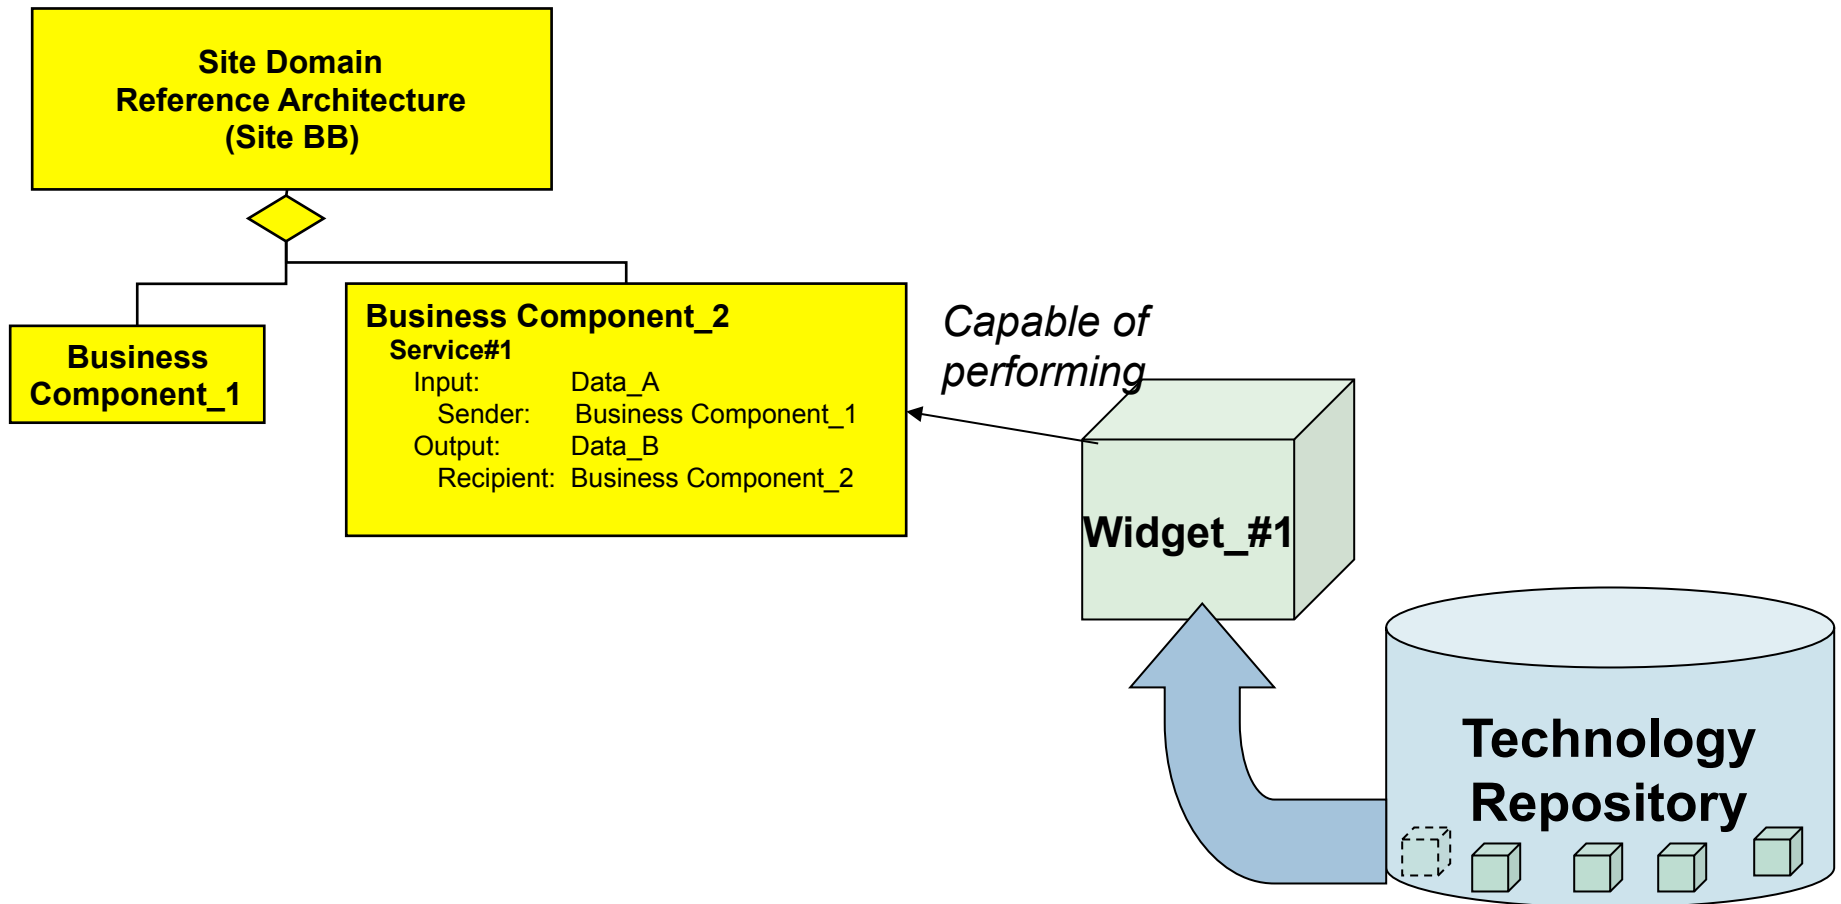 Site Domain
Reference Architecture
(Site BB)
Business
Component_1
Business Component_2
Service#1
Input: Data_A
Sender: Business Component_1
Output: Data_B
Recipient: Business Component_2
Capable of
performing
Widget_#1
Technology
Repository